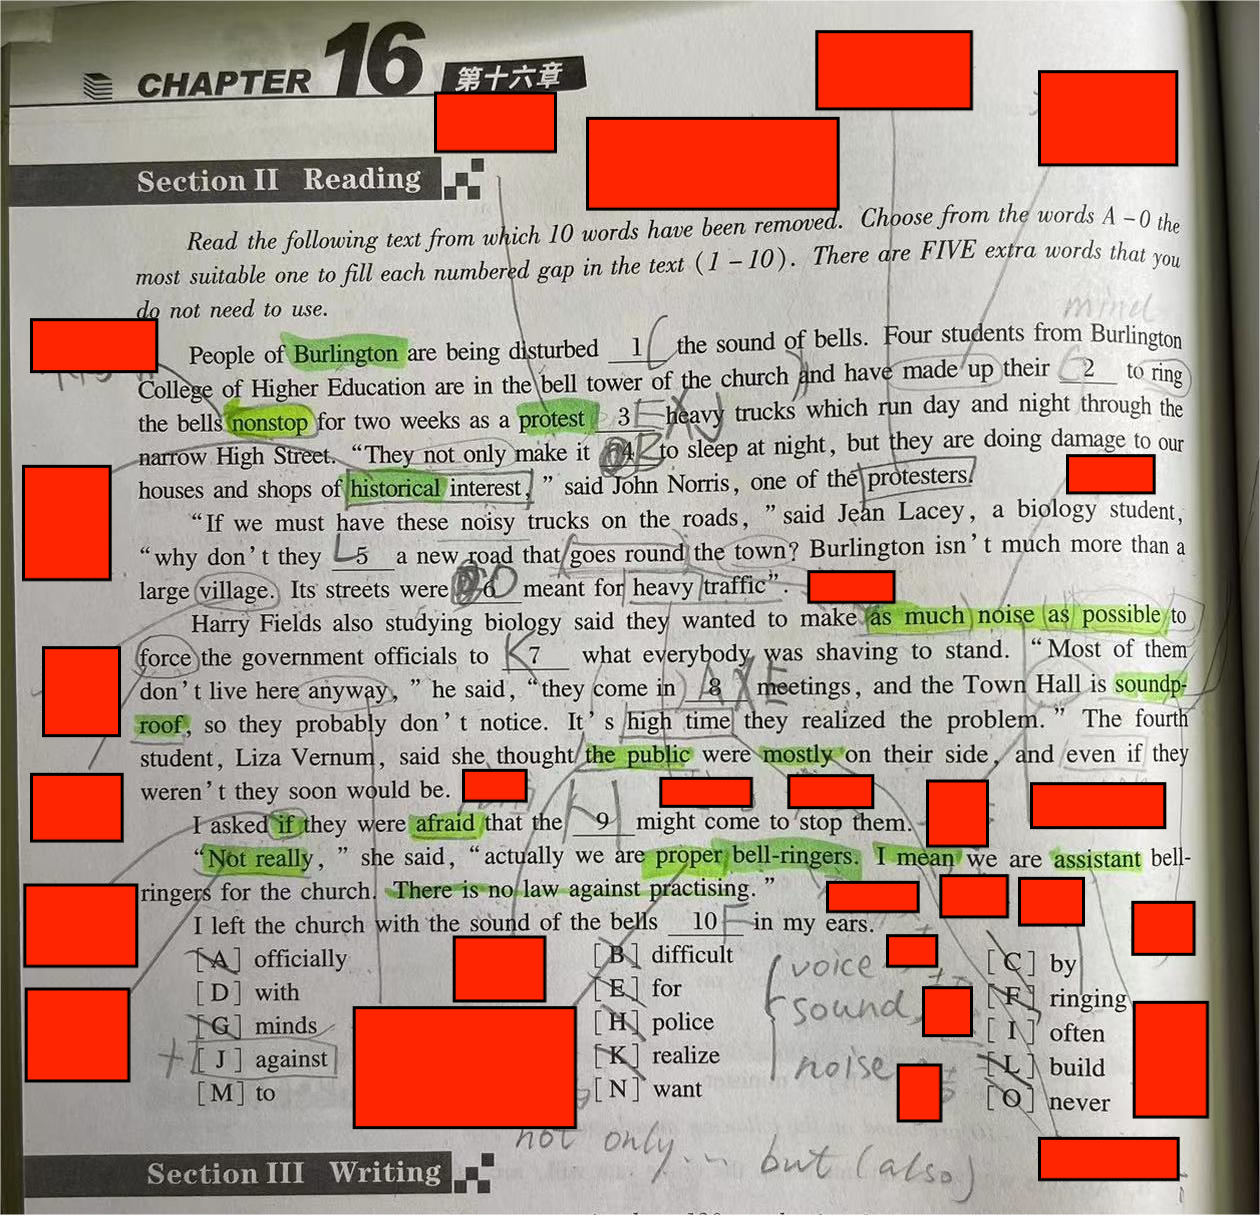 CHAPTER 16 第十六章
Section II Reading
Read the following text from which 10 words have been removed. Choose from the words A-O the
most suitable one to fill each numbered gap in the text (1-10). There are FIVE extra words that you
do not need to use.
mind
People of Burlington are being disturbed 1 C the sound of bells. Four students from Burlington
College of Higher Education are in the bell tower of the church and have made up their G 2 to ring
the bells nonstop for two weeks as a protest 3 E heavy trucks which run day and night through the
narrow High Street. "They not only make it 4 B to sleep at night, but they are doing damage to our
houses and shops of historical interest," said John Norris, one of the protesters.
"If we must have these noisy trucks on the roads," said Jean Lacey, a biology student,
"why don't they L 5 a new road that goes round the town? Burlington isn't much more than a
large village. Its streets were 6 O meant for heavy traffic".
Harry Fields also studying biology said they wanted to make as much noise as possible to
force the government officials to K 7 what everybody was shaving to stand. "Most of them
don't live here anyway," he said, "they come in 8 meetings, and the Town Hall is soundp-
roof, so they probably don't notice. It's high time they realized the problem." The fourth
student, Liza Vernum, said she thought the public were mostly on their side, and even if they
weren't they soon would be.
I asked if they were afraid that the H 9 might come to stop them.
"Not really," she said, "actually we are proper bell-ringers. I mean we are assistant bell-
ringers for the church. There is no law against practising."
I left the church with the sound of the bells 10 F in my ears.
[A] officially [B] difficult [C] by
[D] with [E] for [F] ringing
[G] minds [H] police [I] often
[J] against [K] realize [L] build
[M] to [N] want [O] never
voice
sound
noise
not only... but (also)
Section III Writing